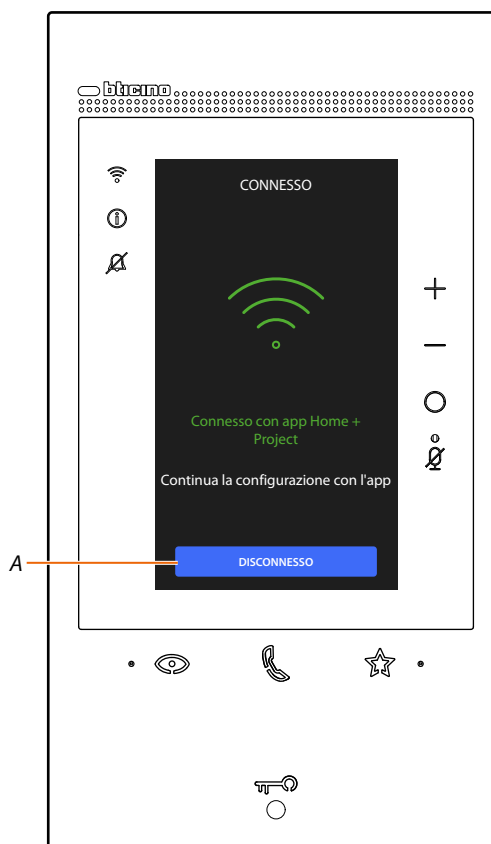 bticino
CONNESSO
Connesso con app Home +
Project
Continua la configurazione con l'app
A
DISCONNESSO